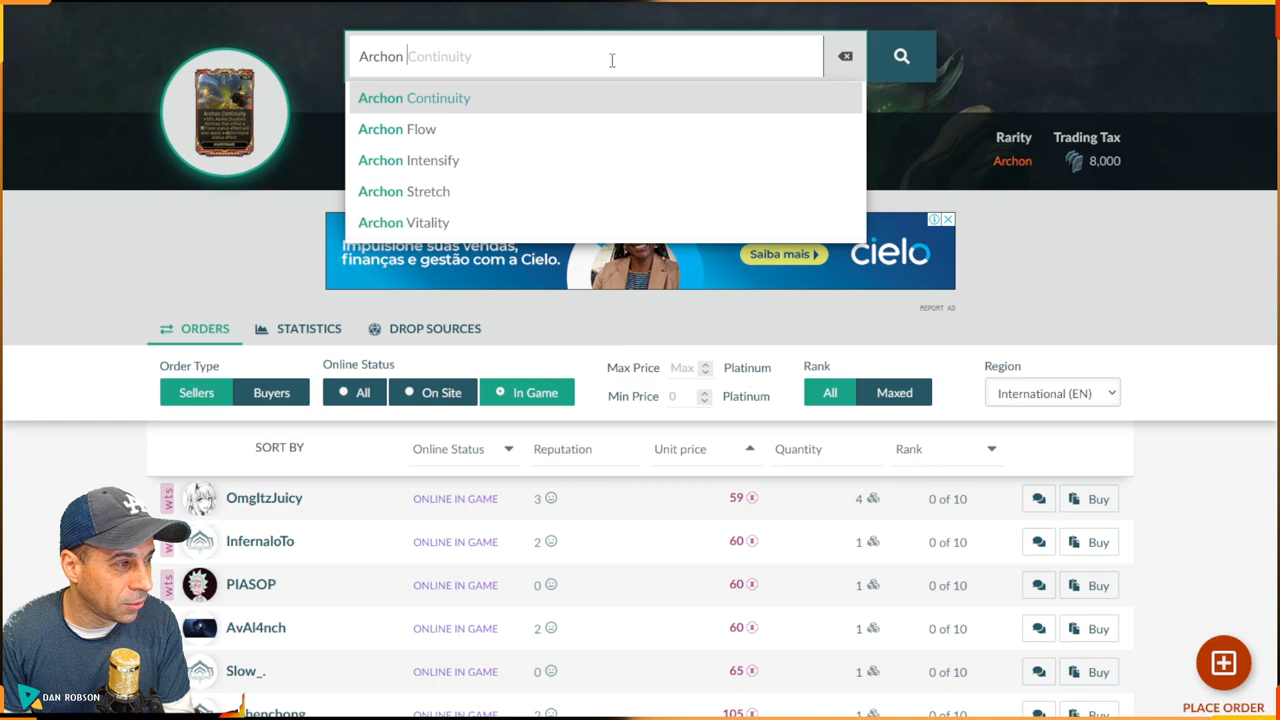 Archon Continuity
Archon Continuity
Archon Flow
Archon Intensify
Archon Stretch
Archon Vitality
Archon Continuity
Rarity Trading Tax
Archon 8,000
Impulsione suas vendas,
finanças e gestão com a Cielo.
Saiba mais
cielo
REPORT AD
ORDERS STATISTICS DROP SOURCES
Order Type Online Status Max Price Max Platinum Rank Region
Sellers Buyers All On Site In Game Min Price 0 Platinum All Maxed International (EN)
SORT BY Online Status Reputation Unit price Quantity Rank
wts OmgItzJuicy ONLINE IN GAME 3 59 4 0 of 10 Buy
InfernaloTo ONLINE IN GAME 2 60 1 0 of 10 Buy
wts PIASOP ONLINE IN GAME 0 60 1 0 of 10 Buy
AvAl4nch ONLINE IN GAME 2 60 1 0 of 10 Buy
Slow_. ONLINE IN GAME 0 65 1 0 of 10 Buy
105
PLACE ORDER
DAN ROBSON